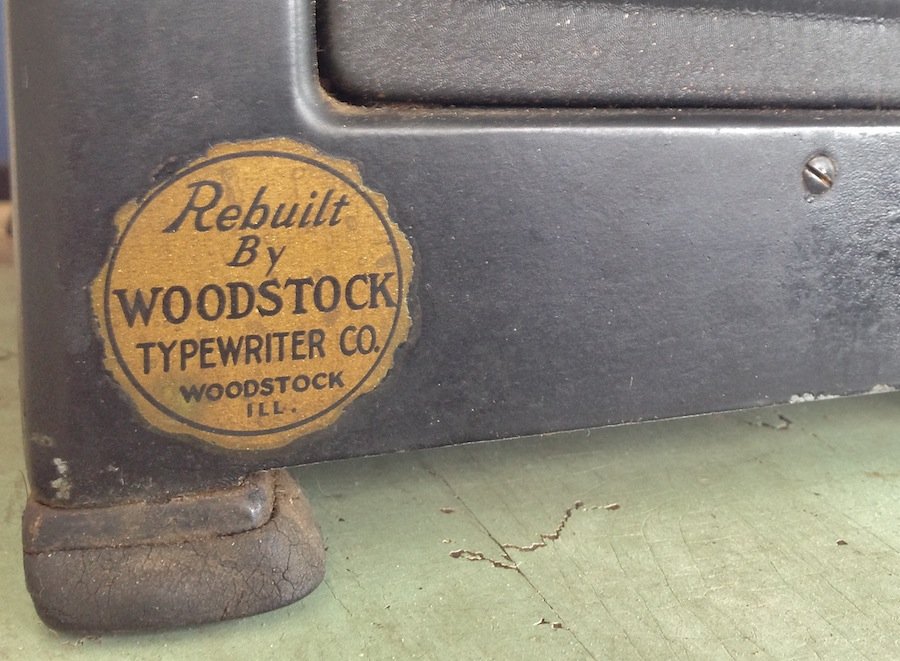 Rebuilt
By
WOODSTOCK
TYPEWRITER CO.
WOODSTOCK
ILL.